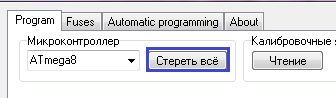 Program Fuses Automatic programming About
Микроконтроллер Калибровочные
ATmega8 Стереть всё Чтение